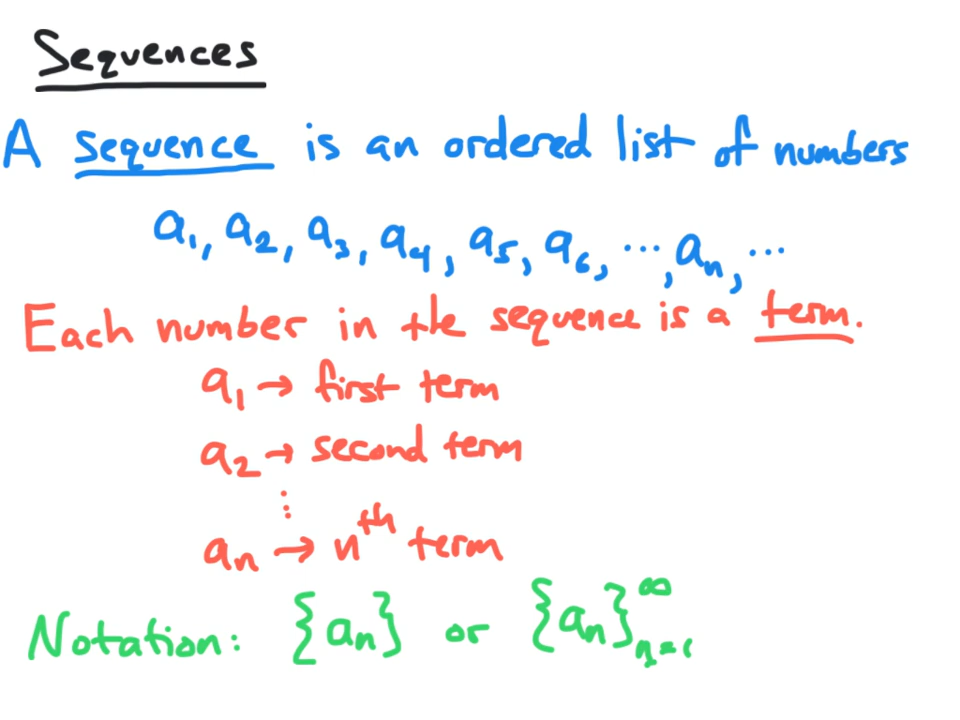 Sequences
A sequence is an ordered list of numbers
a₁, a₂, a₃, a₄, a₅, a₆, ⋯, aₙ, ⋯
Each number in the sequence is a term.
a₁ → first term
a₂ → second term
⋮
aₙ → nᵗʰ term
Notation: {aₙ} or {aₙ}ₙ₌₁^∞